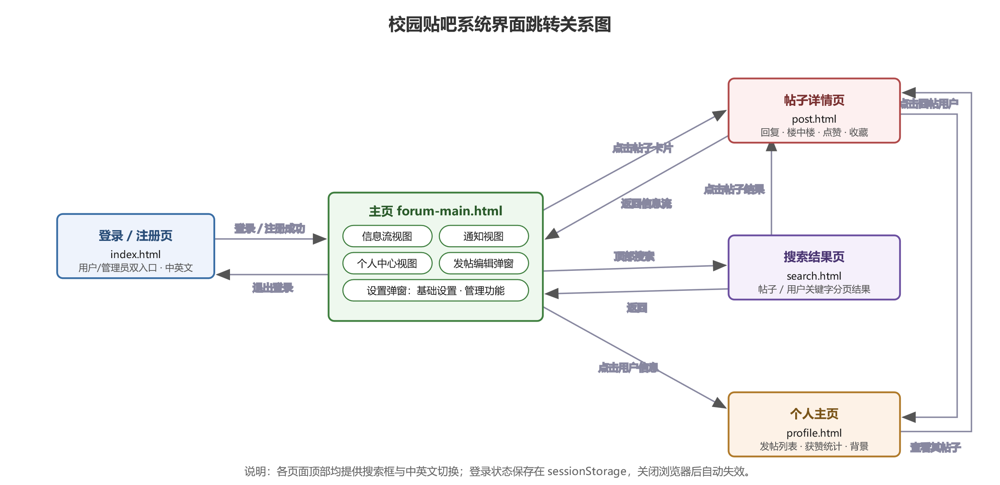 校园贴吧系统界面跳转关系图
登录 / 注册页
index.html
用户/管理员双入口 · 中英文
登录 / 注册成功
退出登录
主页 forum-main.html
信息流视图
通知视图
个人中心视图
发帖编辑弹窗
设置弹窗：基础设置 · 管理功能
点击帖子卡片
返回信息流
顶部搜索
返回
点击用户信息
点击帖子结果
帖子详情页
post.html
回复 · 楼中楼 · 点赞 · 收藏
点击回帖用户
搜索结果页
search.html
帖子 / 用户关键字分页结果
个人主页
profile.html
发帖列表 · 获赞统计 · 背景
查看其帖子
说明：各页面顶部均提供搜索框与中英文切换；登录状态保存在 sessionStorage，关闭浏览器后自动失效。